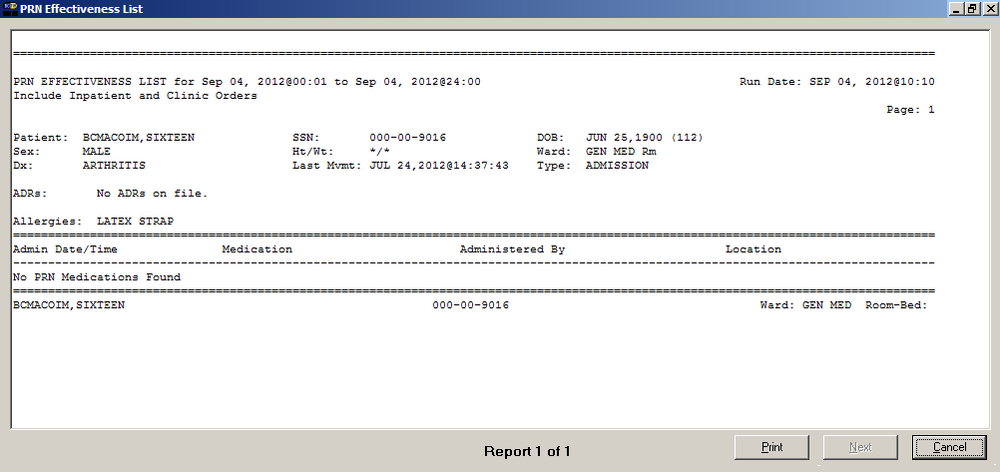 PRN Effectiveness List
PRN EFFECTIVENESS LIST for Sep 04, 2012@00:01 to Sep 04, 2012@24:00 Run Date: SEP 04, 2012@10:10
Include Inpatient and Clinic Orders
Page: 1
Patient: BCMACOIM,SIXTEEN SSN: 000-00-9016 DOB: JUN 25,1900 (112)
Sex: MALE Ht/Wt: */* Ward: GEN MED Rm
Dx: ARTHRITIS Last Mvmt: JUL 24,2012@14:37:43 Type: ADMISSION
ADRs: No ADRs on file.
Allergies: LATEX STRAP
Admin Date/Time Medication Administered By Location
No PRN Medications Found
BCMACOIM,SIXTEEN 000-00-9016 Ward: GEN MED Room-Bed:
Report 1 of 1 Print Next Cancel